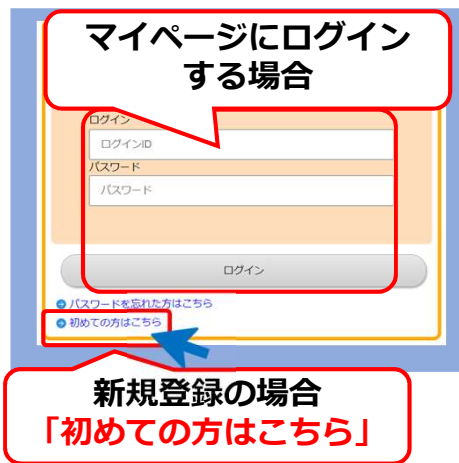 マイページにログイン
する場合
ログイン
ログインID
パスワード
パスワード
ログイン
パスワードを忘れた方はこちら
初めての方はこちら
新規登録の場合
「初めての方はこちら」